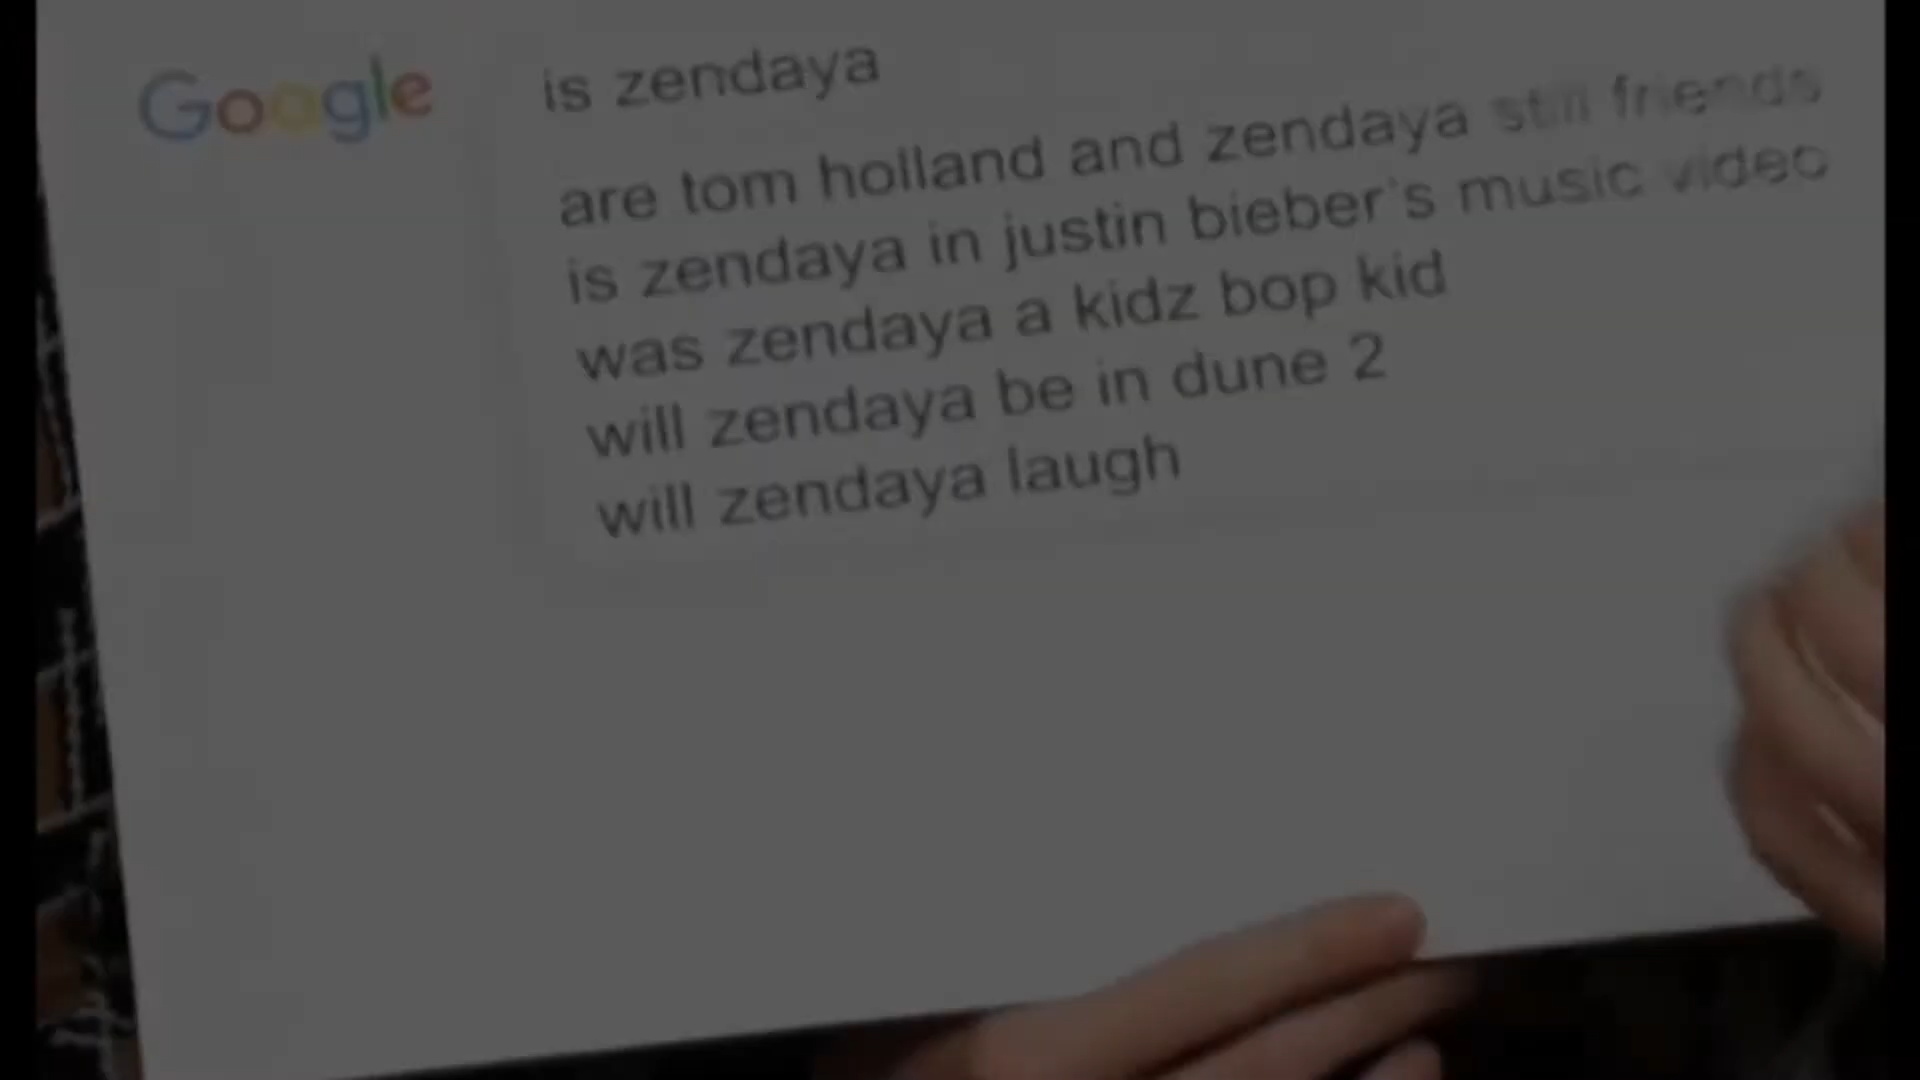 Google
is zendaya
are tom holland and zendaya still friends
is zendaya in justin bieber's music video
was zendaya a kidz bop kid
will zendaya be in dune 2
will zendaya laugh